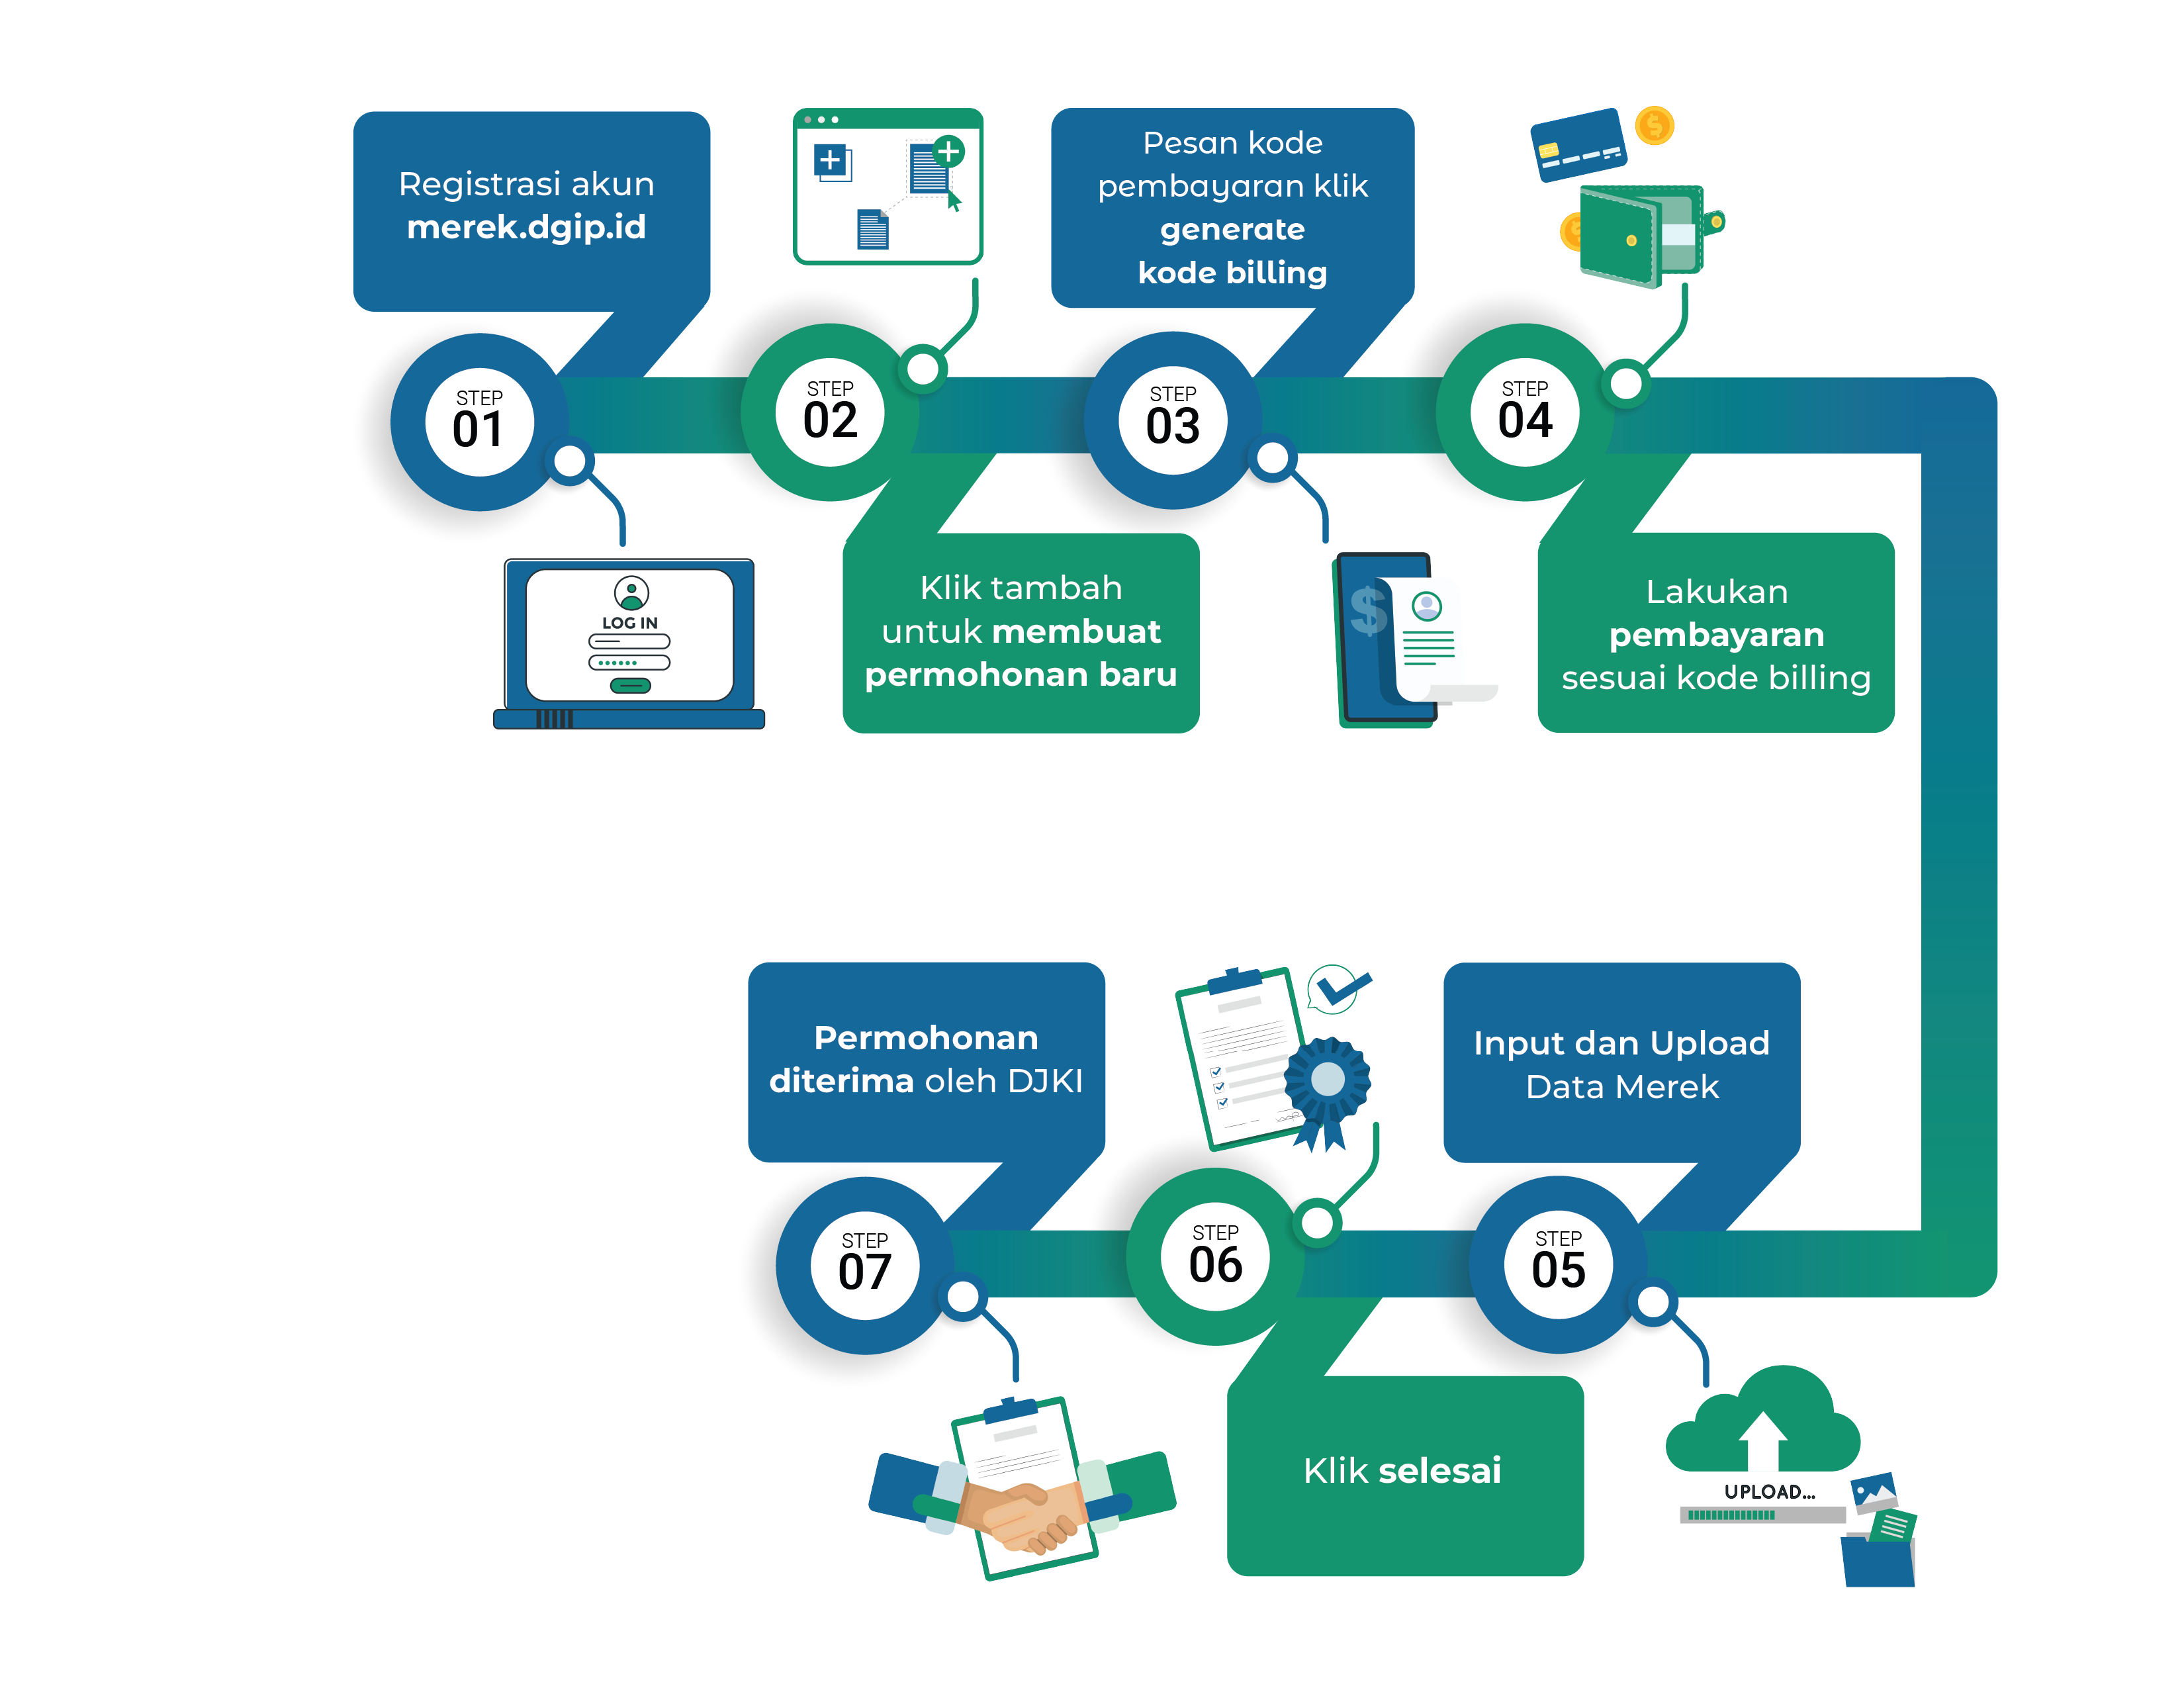 Registrasi akun
merek.dgip.id
STEP
01
LOG IN
STEP
02
Klik tambah
untuk membuat
permohonan baru
Pesan kode
pembayaran klik
generate
kode billing
STEP
03
$
STEP
04
Lakukan
pembayaran
sesuai kode billing
Input dan Upload
Data Merek
STEP
05
UPLOAD...
STEP
06
Klik selesai
Permohonan
diterima oleh DJKI
STEP
07